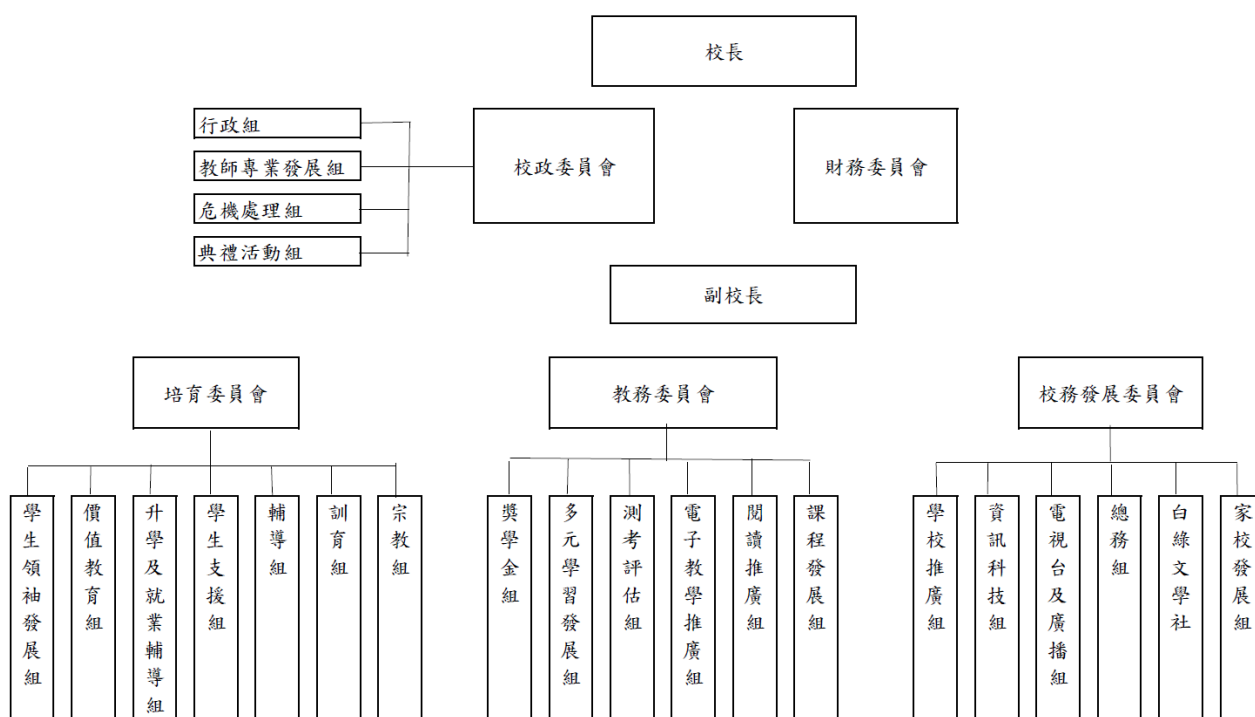 校長
行政組
教師專業發展組
危機處理組
典禮活動組
校政委員會
財務委員會
副校長
培育委員會
教務委員會
校務發展委員會
學生領袖發展組
價值教育組
升學及就業輔導組
學生支援組
輔導組
訓育組
宗教組
獎學金組
多元學習發展組
測考評估組
電子教學推廣組
閱讀推廣組
課程發展組
學校推廣組
資訊科技組
電視台及廣播組
總務組
白綠文學社
家校發展組